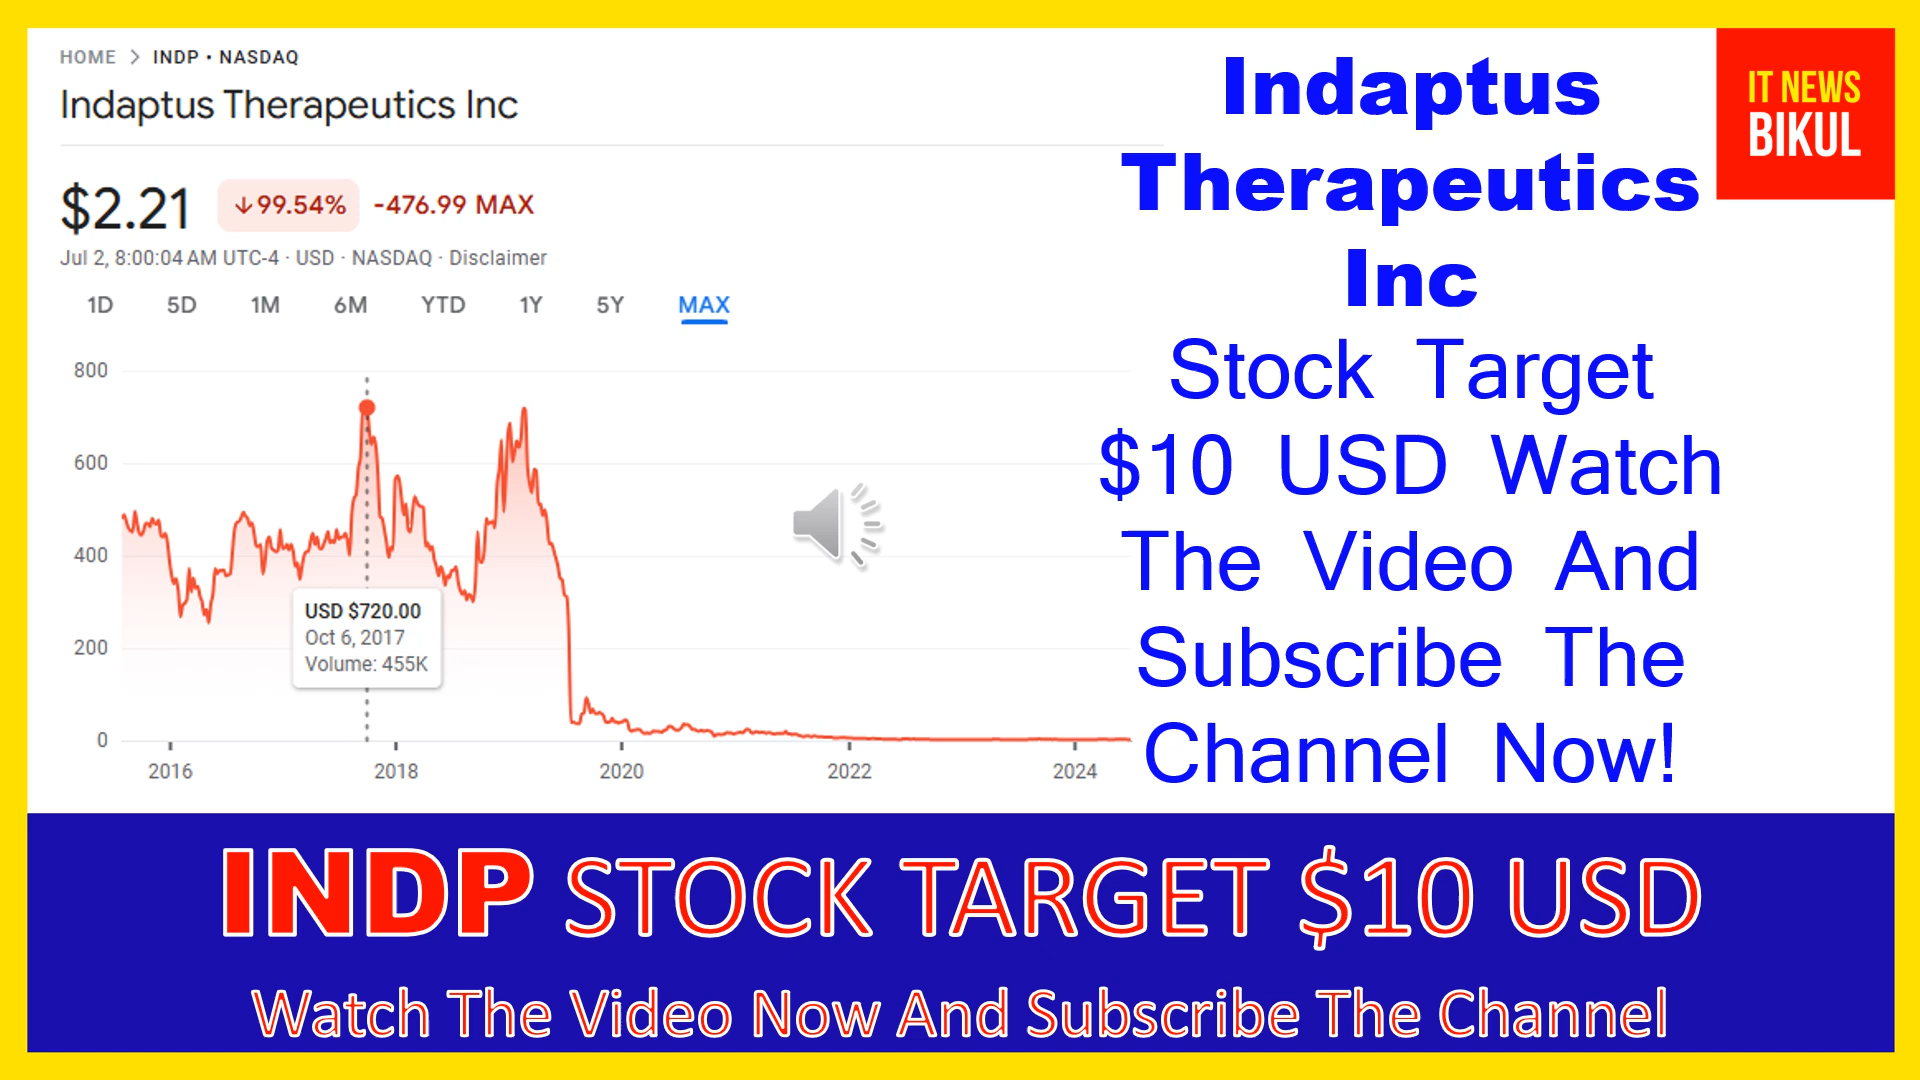 HOME > INDP • NASDAQ
Indaptus Therapeutics Inc
$2.21 ↓99.54% -476.99 MAX
Jul 2, 8:00:04 AM UTC-4 · USD · NASDAQ · Disclaimer
1D 5D 1M 6M YTD 1Y 5Y MAX
800
600
400
200
0
USD $720.00
Oct 6, 2017
Volume: 455K
2016 2018 2020 2022 2024
Indaptus
Therapeutics
Inc
Stock Target
$10 USD Watch
The Video And
Subscribe The
Channel Now!
IT NEWS
BIKUL
INDP STOCK TARGET $10 USD
Watch The Video Now And Subscribe The Channel